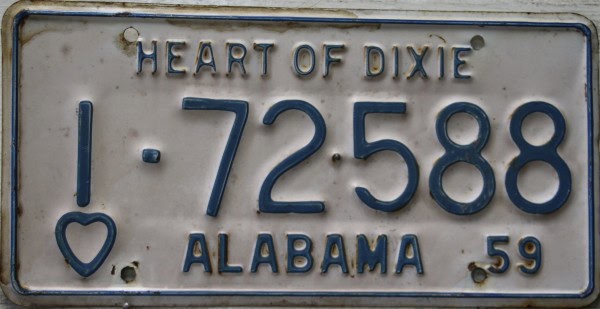 HEART OF DIXIE
1-72588
ALABAMA 59